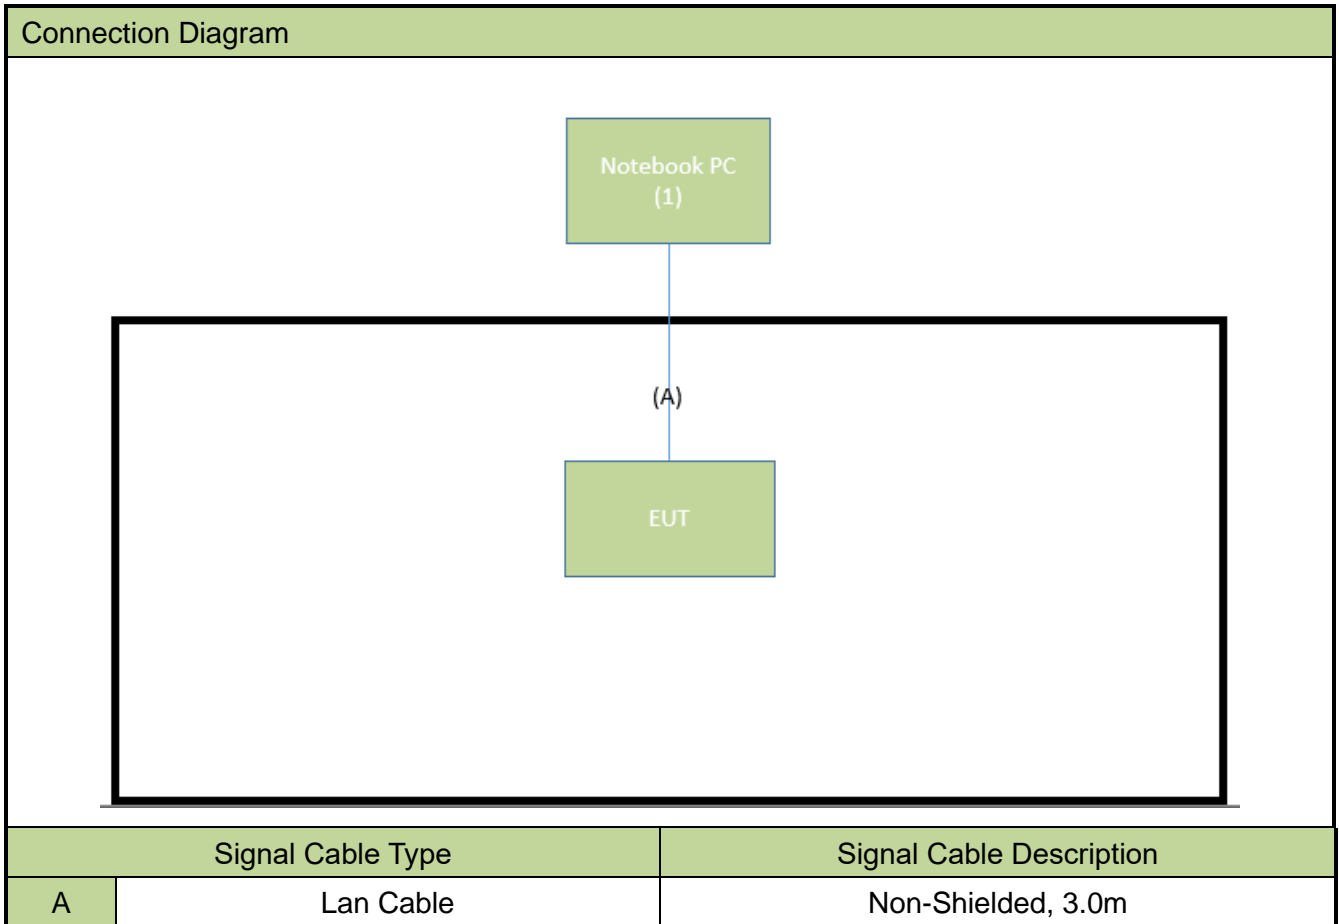 Connection Diagram
Notebook PC
(1)
(A)
EUT
Signal Cable Type Signal Cable Description
A Lan Cable Non-Shielded, 3.0m